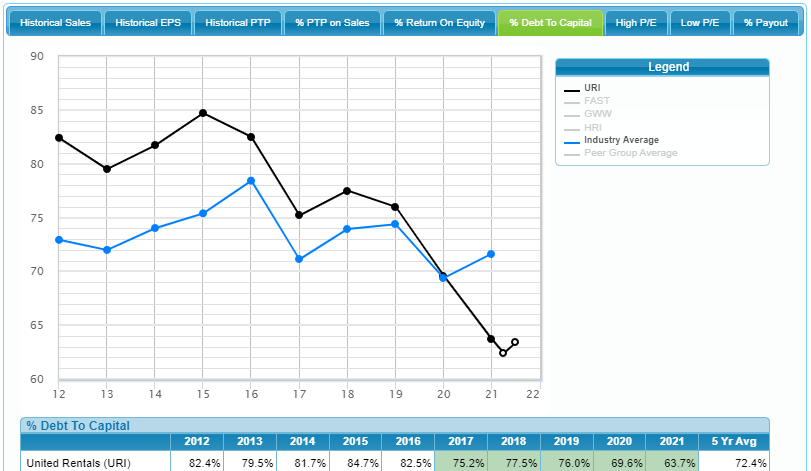 Historical Sales Historical EPS Historical PTP % PTP on Sales % Return On Equity % Debt To Capital High P/E Low P/E % Payout
Legend
URI
FAST
GWW
HRI
Industry Average
Peer Group Average
90
85
80
75
70
65
60
12 13 14 15 16 17 18 19 20 21 22
% Debt To Capital
2012 2013 2014 2015 2016 2017 2018 2019 2020 2021 5 Yr Avg
United Rentals (URI) 82.4% 79.5% 81.7% 84.7% 82.5% 75.2% 77.5% 76.0% 69.6% 63.7% 72.4%